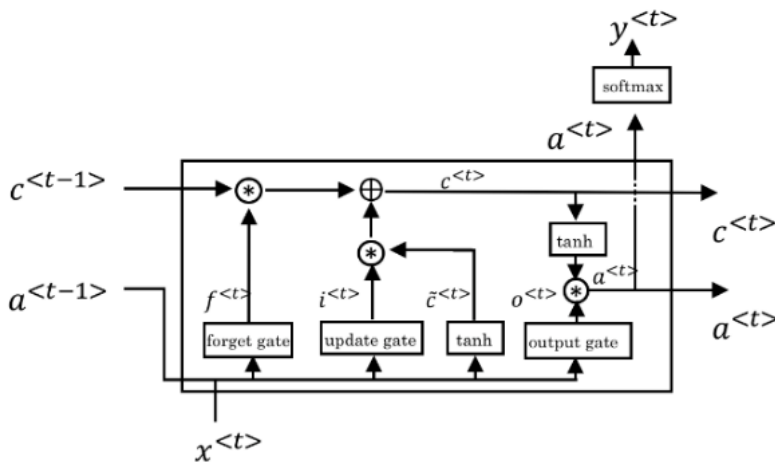 y<t>
softmax
a<t>
c<t-1>
c<t>
c<t>
tanh
a<t-1>
f<t>
i<t>
c̃<t>
o<t>
a<t>
a<t>
forget gate
update gate
tanh
output gate
x<t>